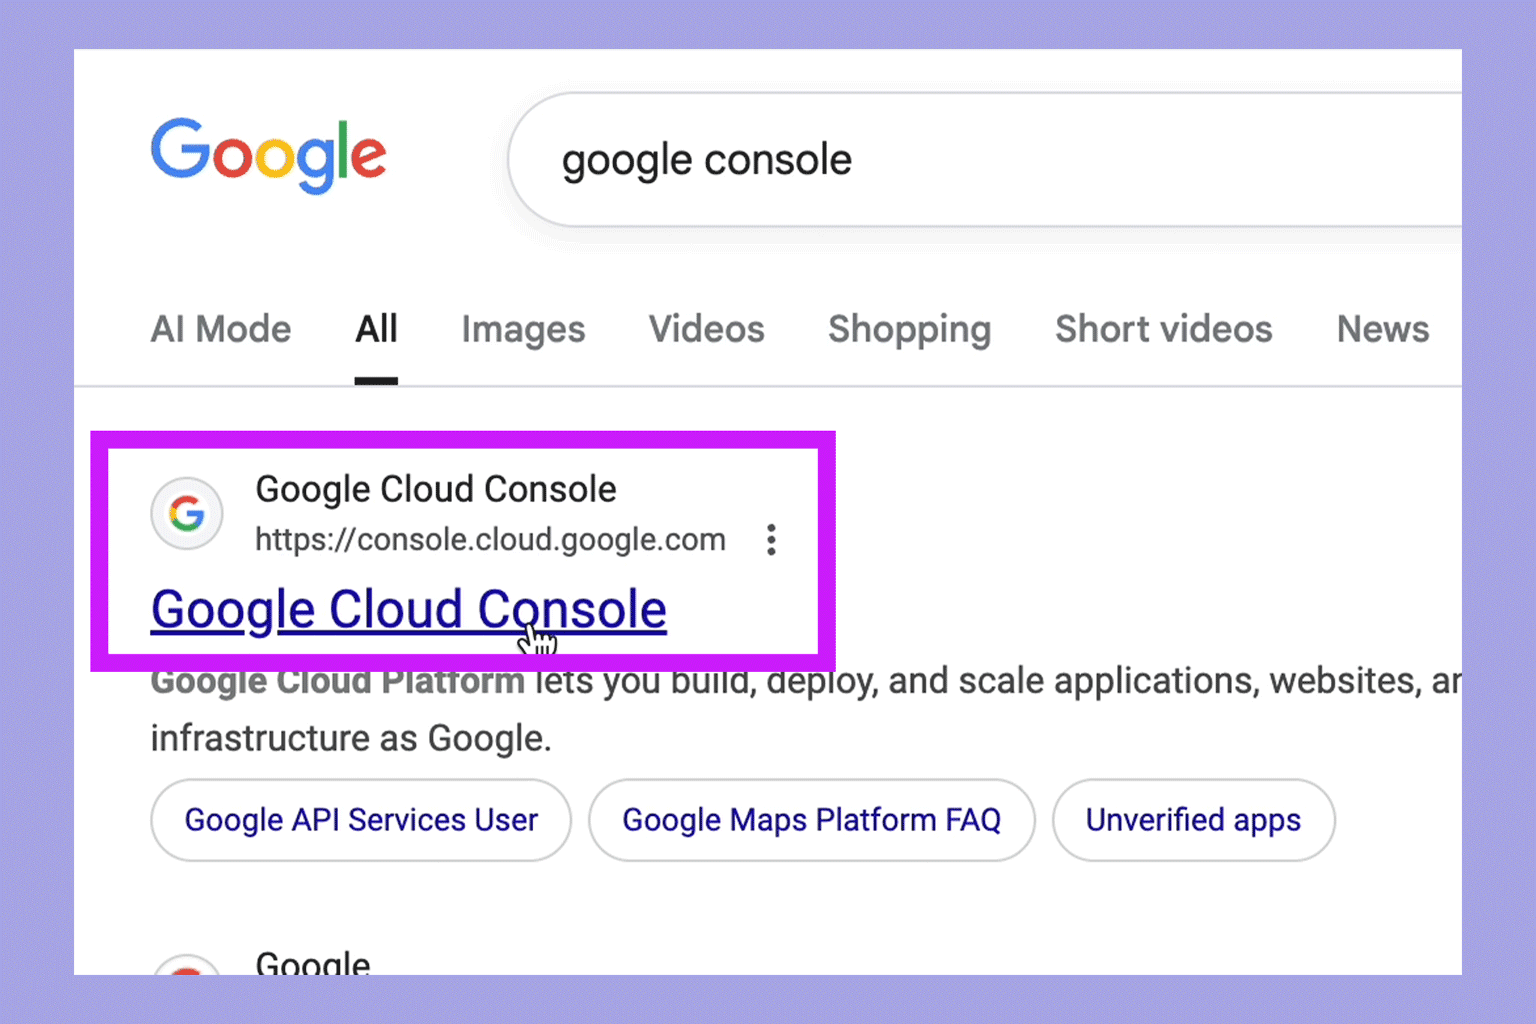 Google
google console
AI Mode All Images Videos Shopping Short videos News
Google Cloud Console
https://console.cloud.google.com
Google Cloud Console
Google Cloud Platform lets you build, deploy, and scale applications, websites,
infrastructure as Google.
Google API Services User Google Maps Platform FAQ Unverified apps
Google